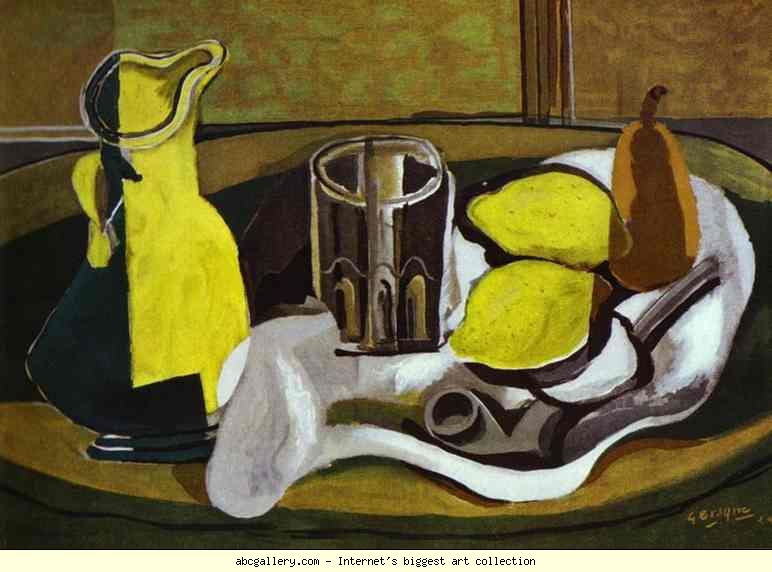 G Braque
abcgallery.com - Internet's biggest art collection